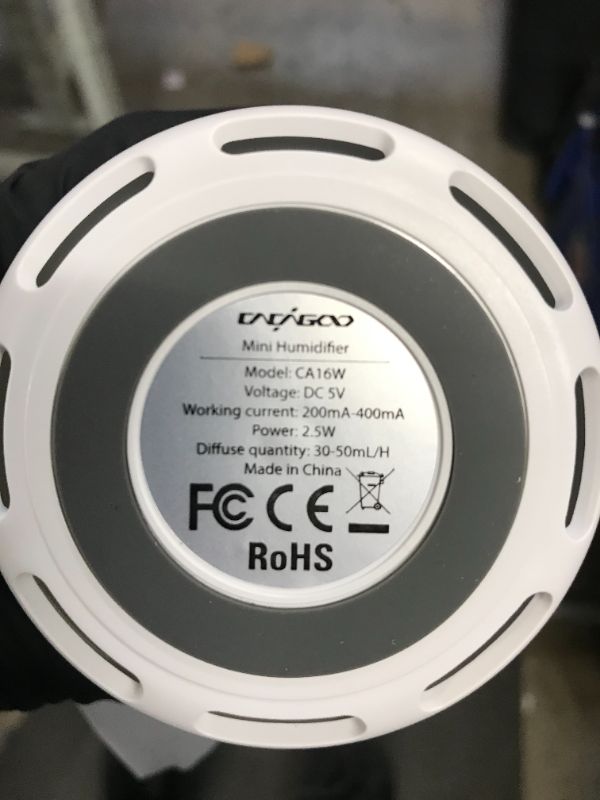 CACAGOO
Mini Humidifier
Model: CA16W
Voltage: DC 5V
Working current: 200mA-400mA
Power: 2.5W
Diffuse quantity: 30-50mL/H
Made in China
FC CE
RoHS